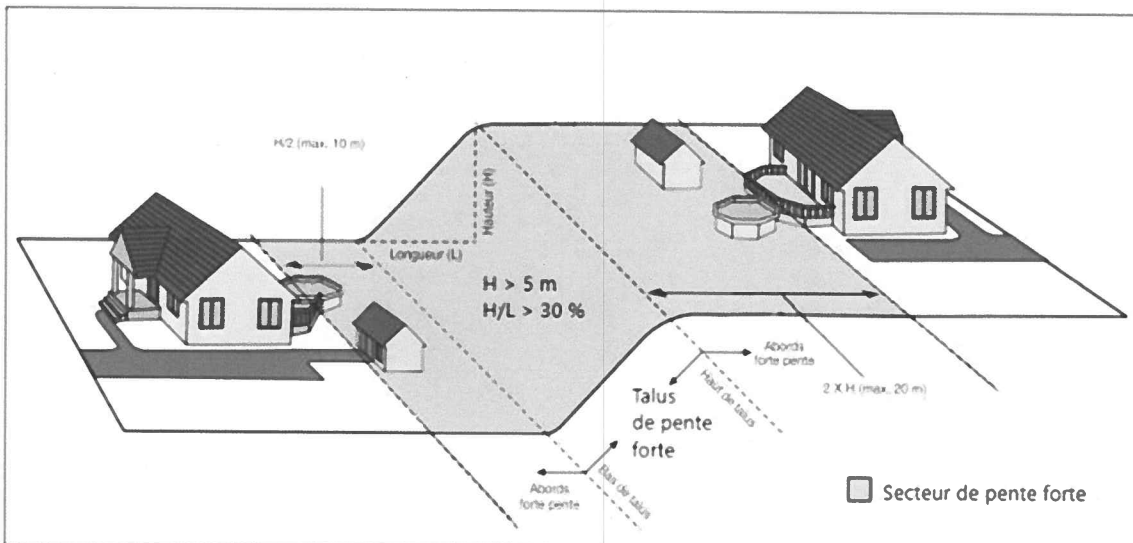 H/2 (max. 10 m)
Hauteur (H)
Longueur (L)
H > 5 m
H/L > 30 %
Abords
forte pente
2 X H (max. 20 m)
Haut de talus
Talus
de pente
forte
Bas de talus
Abords
forte pente
Secteur de pente forte